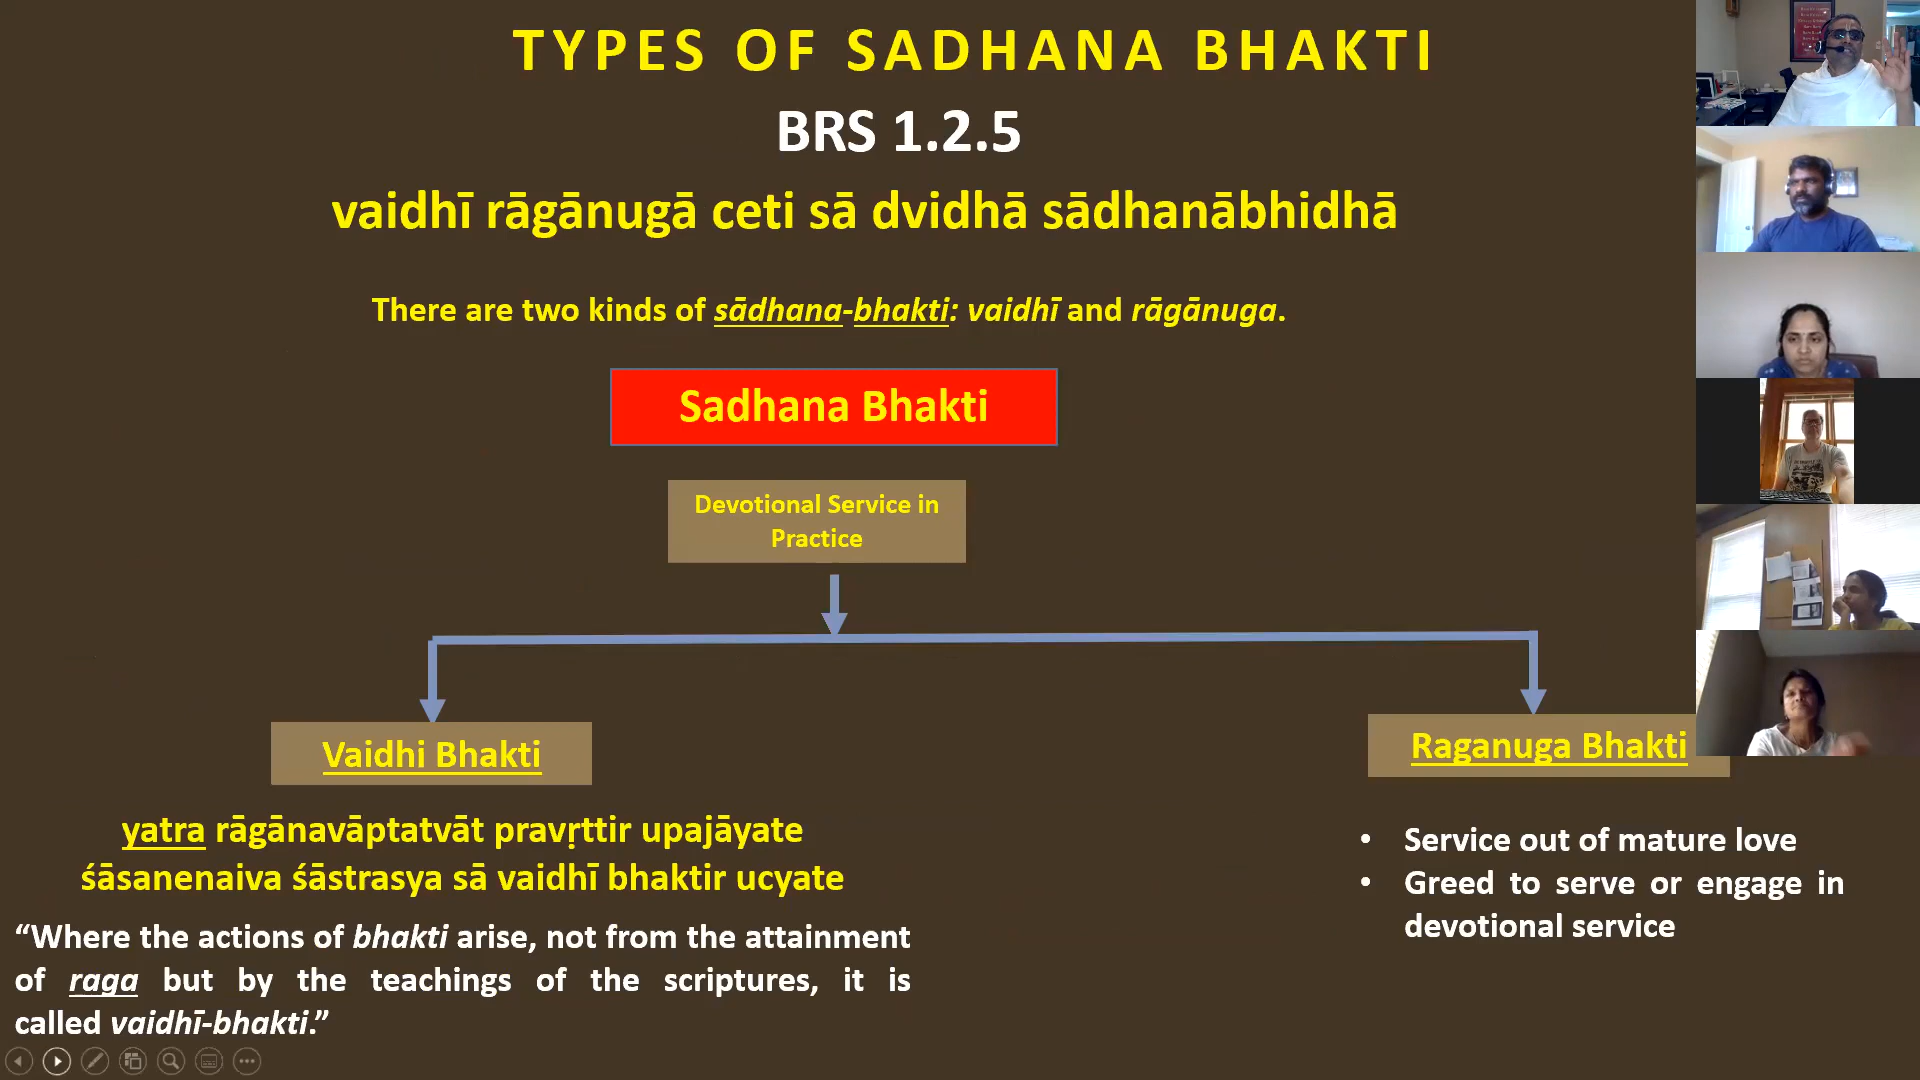 TYPES OF SADHANA BHAKTI
BRS 1.2.5
vaidhī rāgānugā ceti sā dvidhā sādhanābhidhā
There are two kinds of sādhana-bhakti: vaidhī and rāgānuga.
Sadhana Bhakti
Devotional Service in
Practice
Vaidhi Bhakti
Raganuga Bhakti
yatra rāgānavāptatvāt pravṛttir upajāyate
śāsanenaiva śāstrasya sā vaidhī bhaktir ucyate
“Where the actions of bhakti arise, not from the attainment
of raga but by the teachings of the scriptures, it is
called vaidhī-bhakti.”
• Service out of mature love
• Greed to serve or engage in
devotional service